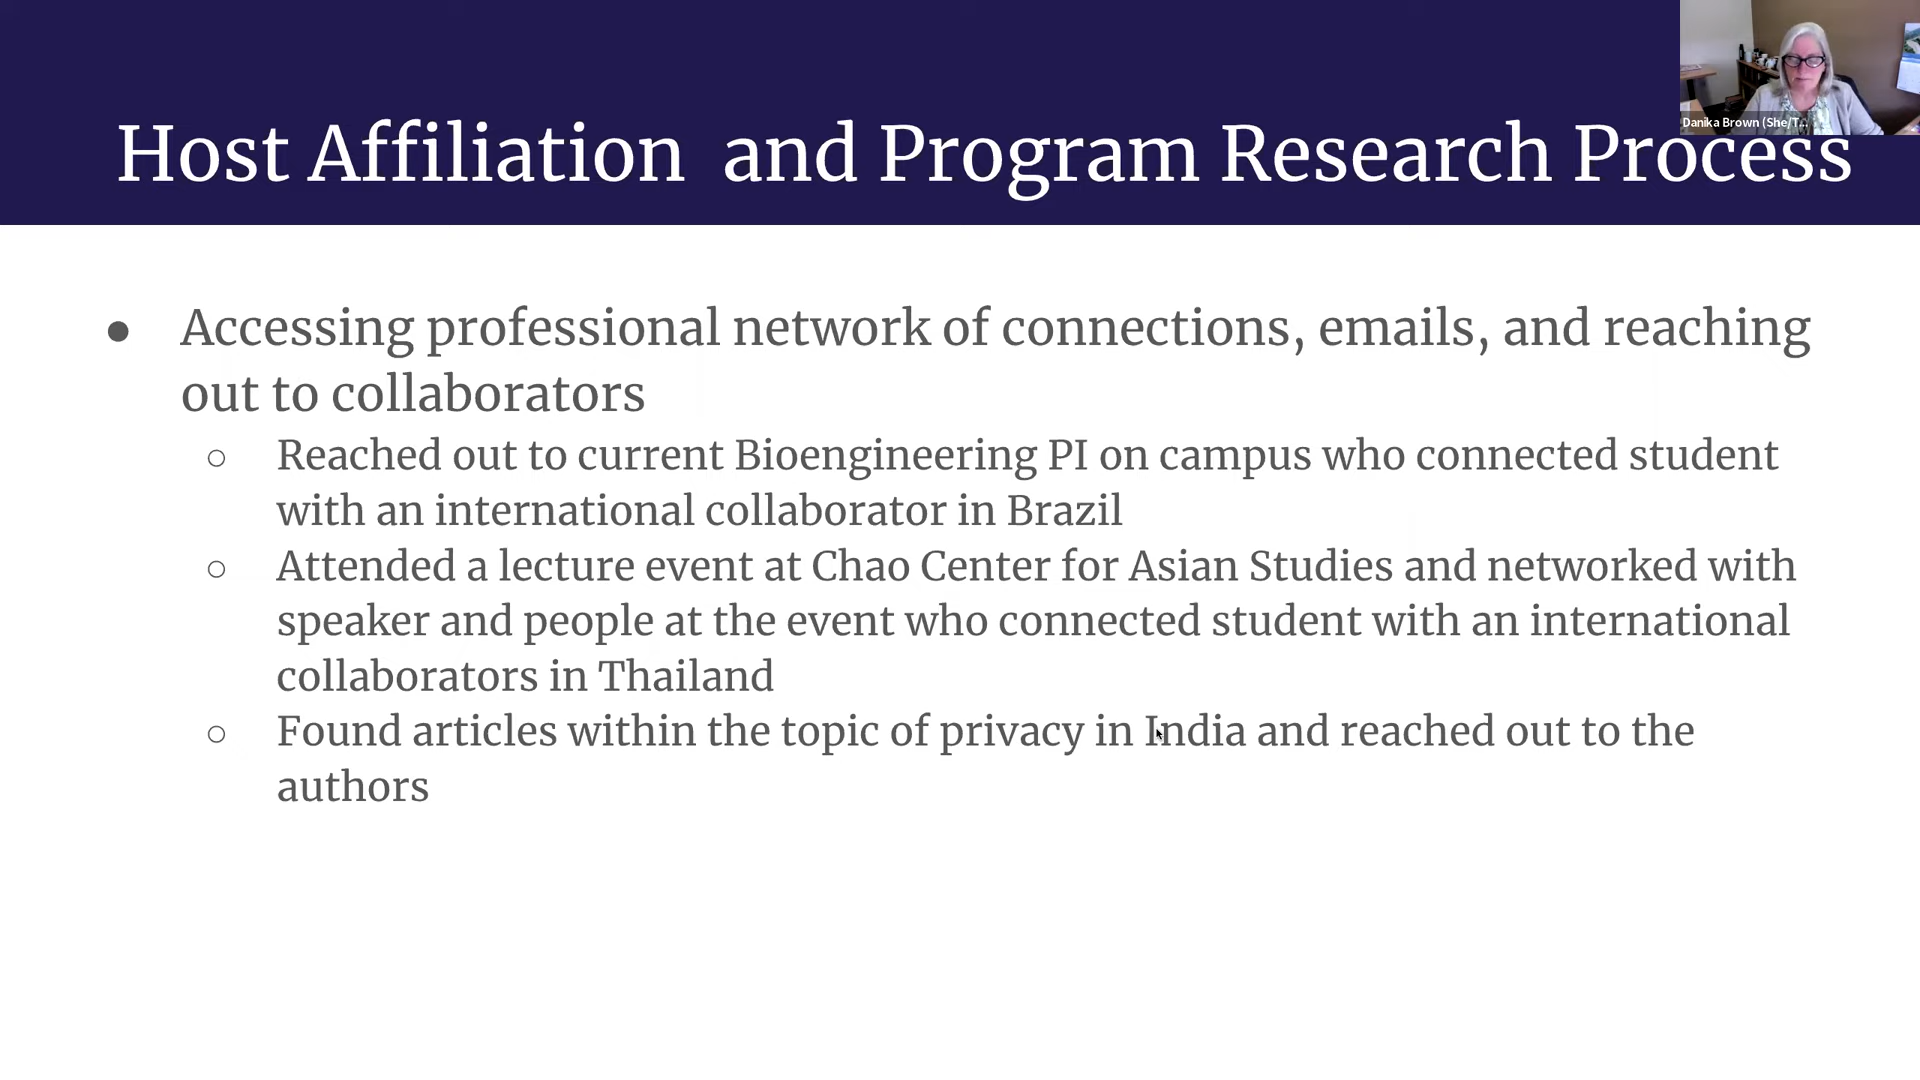 Danika Brown (She/T...
Host Affiliation and Program Research Process
● Accessing professional network of connections, emails, and reaching
out to collaborators
○ Reached out to current Bioengineering PI on campus who connected student
with an international collaborator in Brazil
○ Attended a lecture event at Chao Center for Asian Studies and networked with
speaker and people at the event who connected student with an international
collaborators in Thailand
○ Found articles within the topic of privacy in India and reached out to the
authors